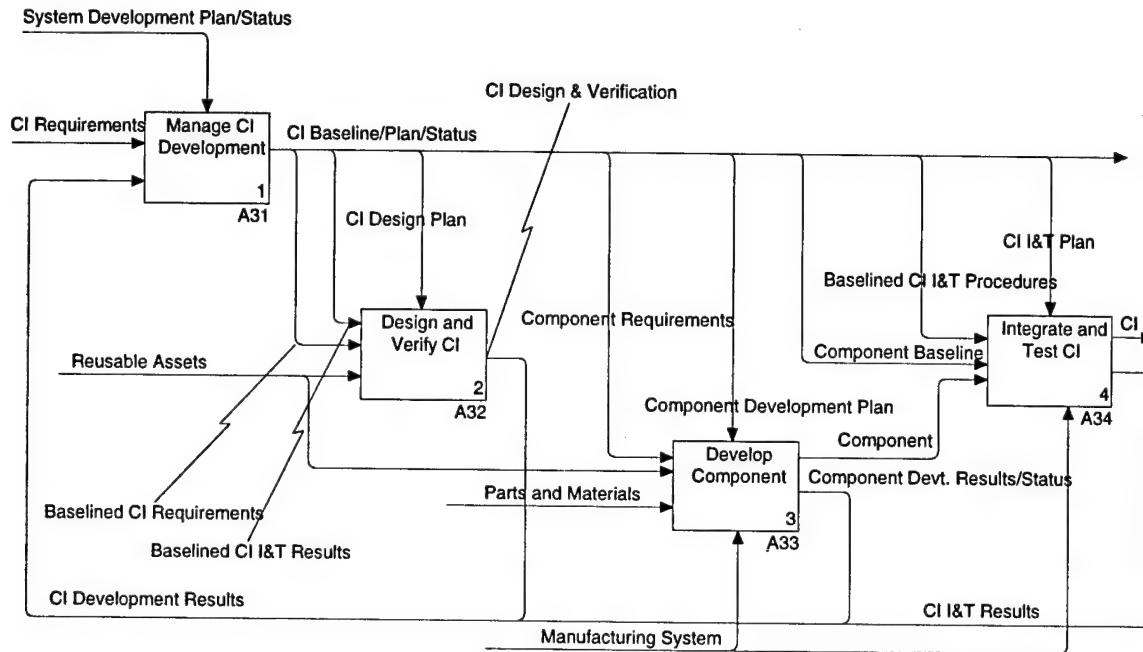 System Development Plan/Status
CI Design & Verification
CI Requirements
Manage CI
Development
1
A31
CI Baseline/Plan/Status
CI Design Plan
CI I&T Plan
Baselined CI I&T Procedures
Design and
Verify CI
2
A32
Component Requirements
Integrate and
Test CI
4
A34
CI
Component Baseline
Reusable Assets
Component Development Plan
Component
Develop
Component
3
A33
Component Devt. Results/Status
Parts and Materials
Baselined CI Requirements
Baselined CI I&T Results
CI Development Results
CI I&T Results
Manufacturing System